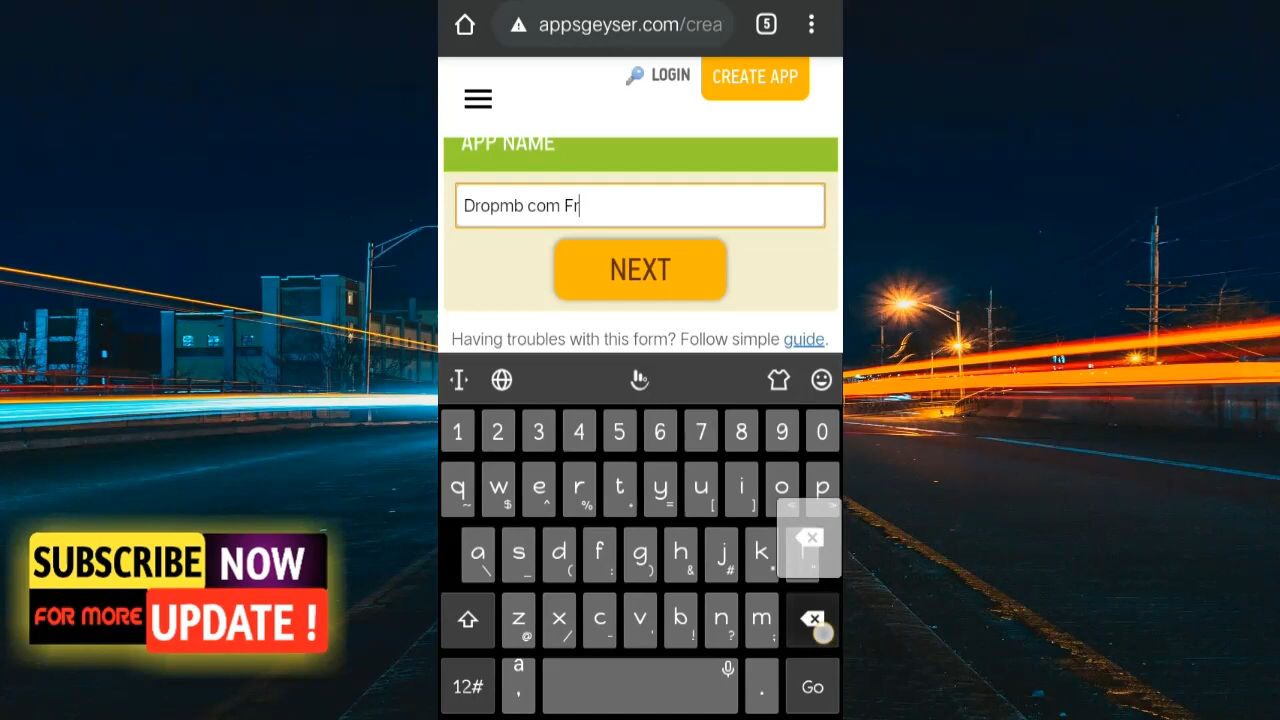 appsgeyser.com/crea
5
LOGIN
CREATE APP
APP NAME
Dropmb com Fr
NEXT
Having troubles with this form? Follow simple guide.
1 2 3 4 5 6 7 8 9 0
q w e r t y u i o p
~ $ ^ % = [ ]
a s d f g h j k
\ _ ( : ) & # "
z x c v b n m
@ / - ' ! ? ;
12# a , . Go
SUBSCRIBE NOW
FOR MORE UPDATE !